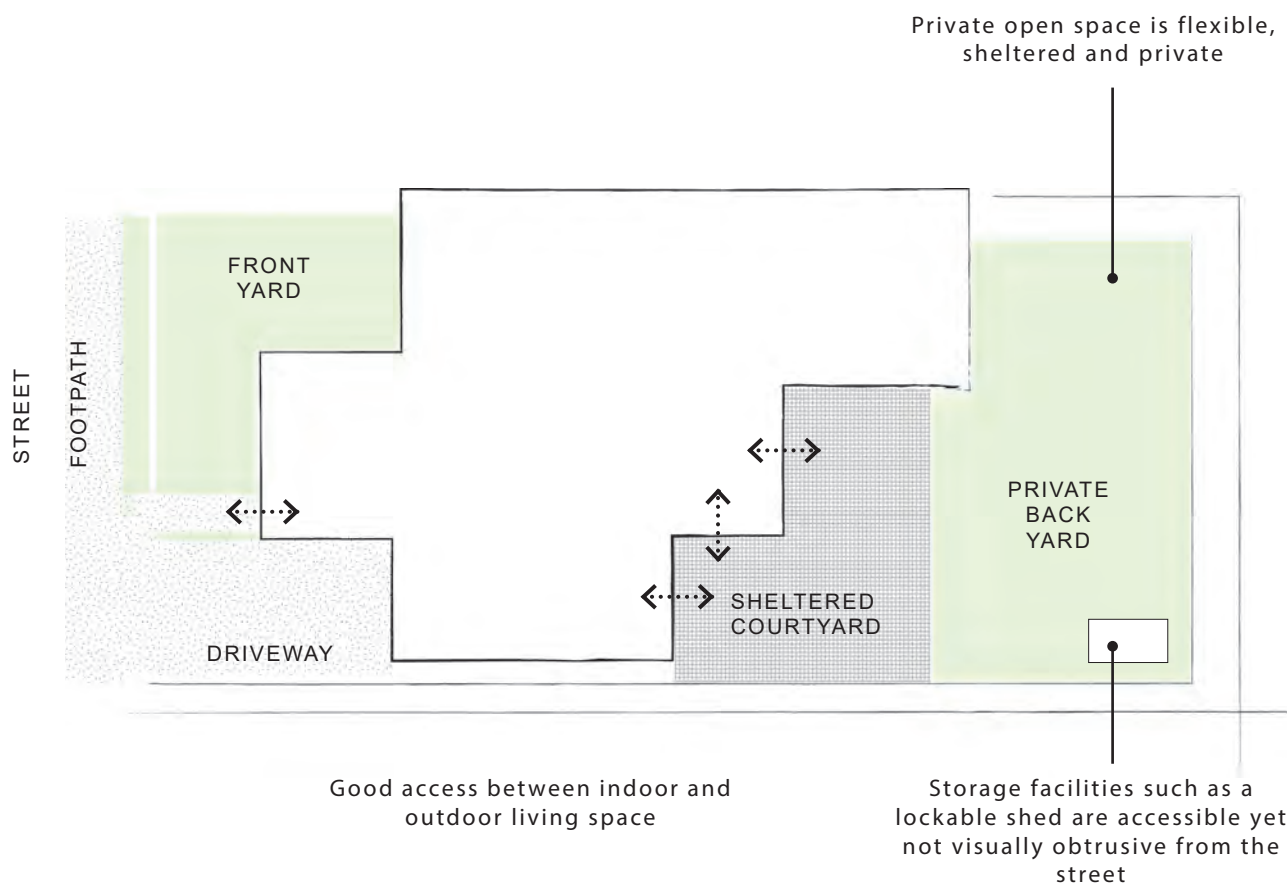 Private open space is flexible,
sheltered and private
FRONT
YARD
STREET
FOOTPATH
PRIVATE
BACK
YARD
SHELTERED
COURTYARD
DRIVEWAY
Good access between indoor and
outdoor living space
Storage facilities such as a
lockable shed are accessible yet
not visually obtrusive from the
street